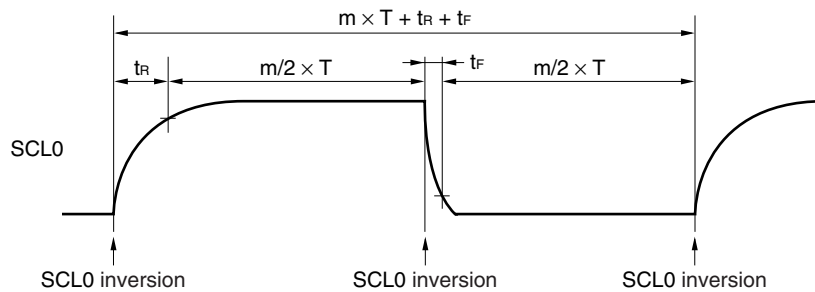 m × T + tR + tF
tR
m/2 × T
tF
m/2 × T
SCL0
SCL0 inversion
SCL0 inversion
SCL0 inversion